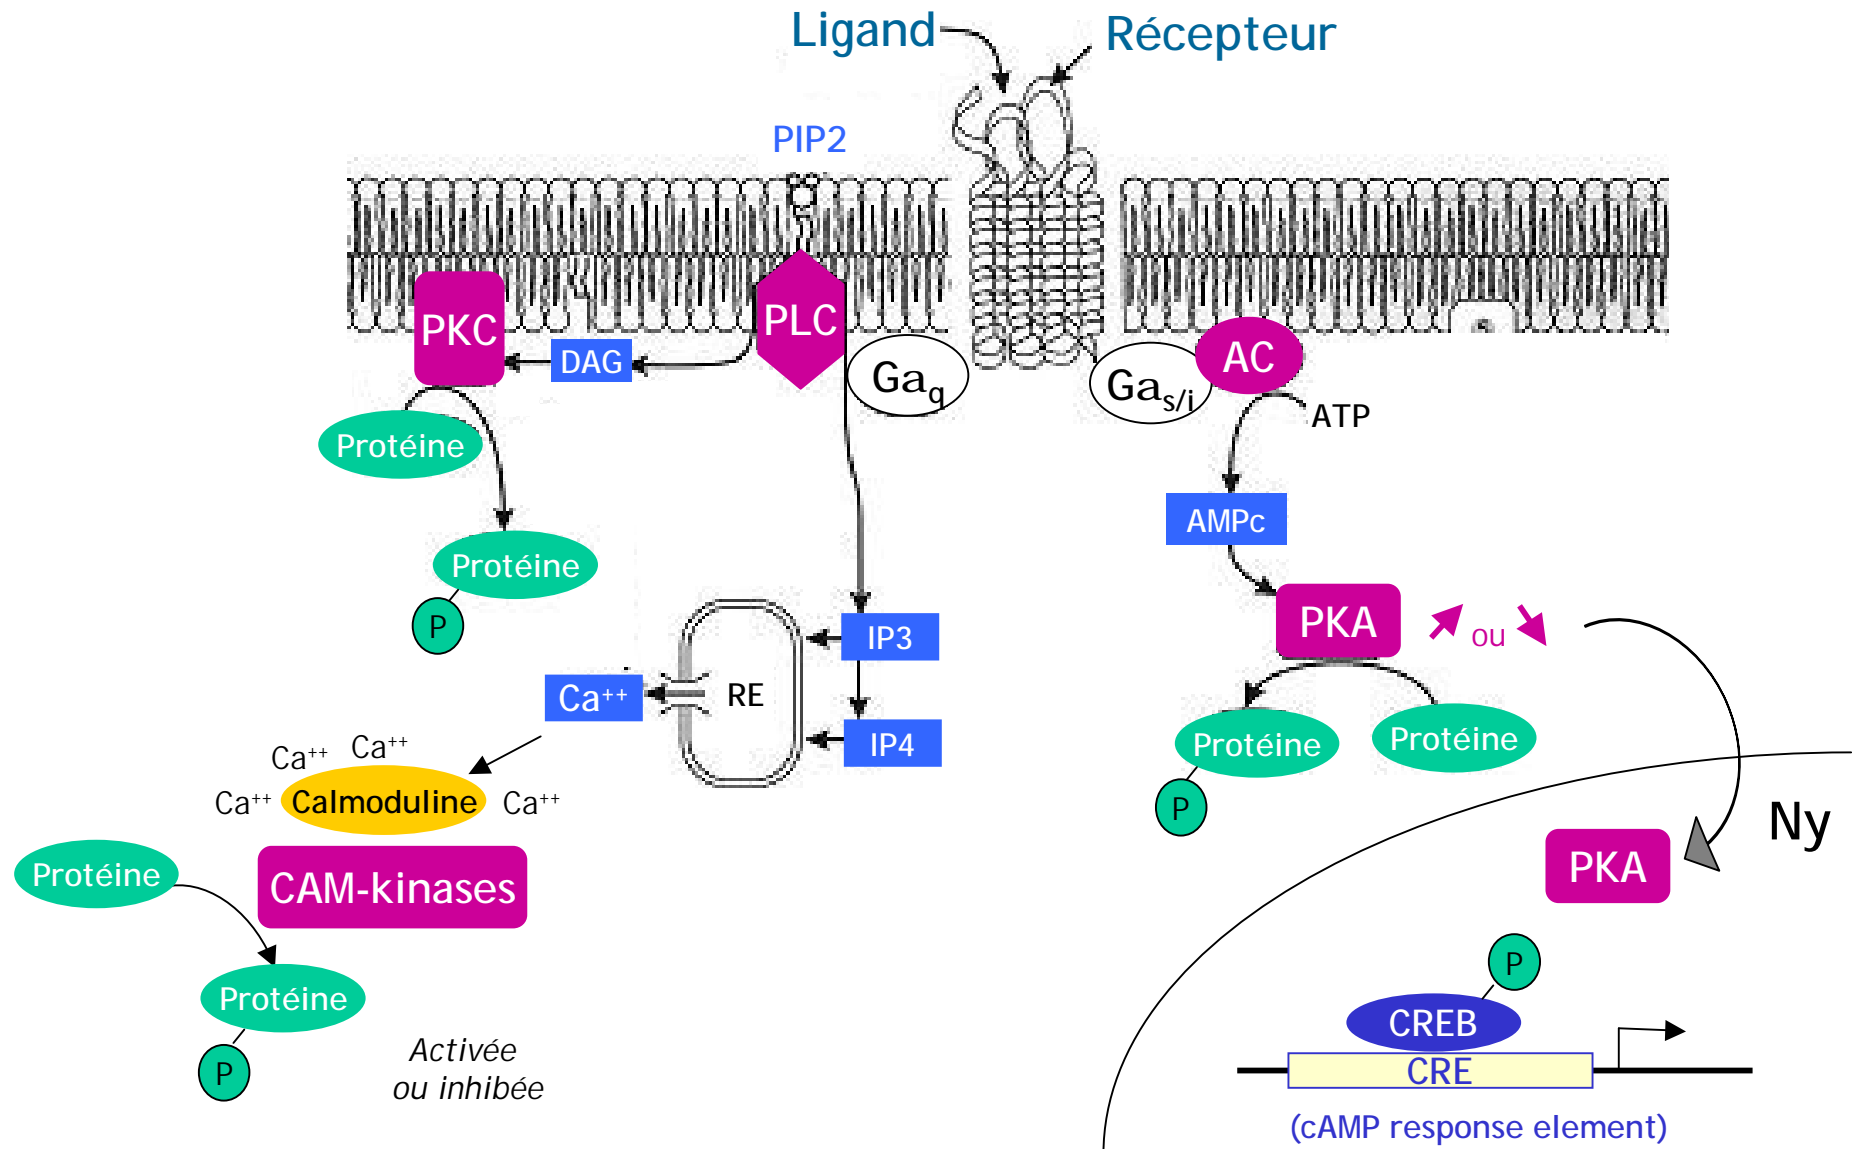 Ligand
Récepteur
PIP2
PKC
DAG
PLC
Gaq
Gas/i
AC
ATP
Protéine
Protéine
P
AMPc
PKA
ou
IP3
RE
Ca++
IP4
Protéine
Protéine
P
Ca++
Ca++
Ca++
Calmoduline
Ca++
Protéine
CAM-kinases
Protéine
P
Activée
ou inhibée
Ny
PKA
P
CREB
CRE
(cAMP response element)